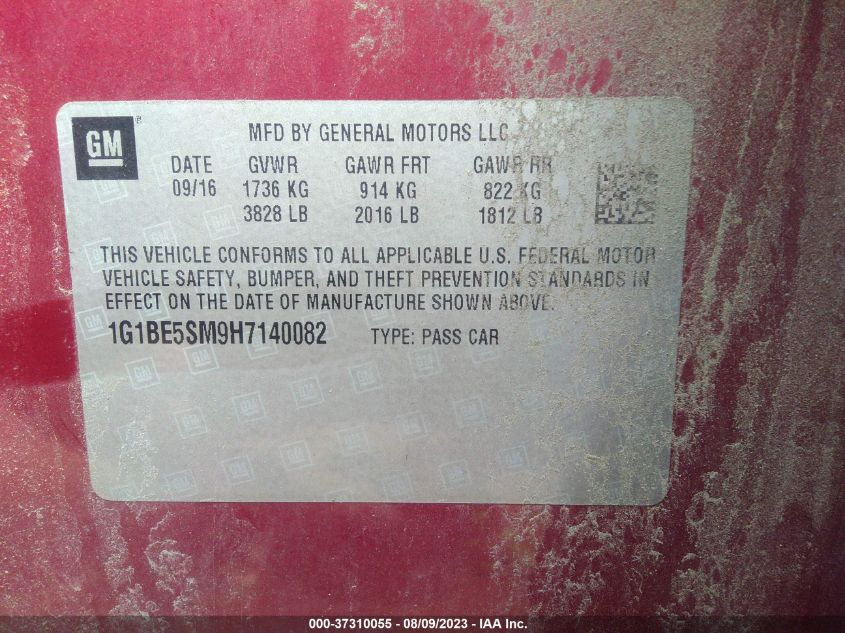 GM ®
MFD BY GENERAL MOTORS LLC
DATE GVWR GAWR FRT GAWR RR
09/16 1736 KG 914 KG 822 KG
3828 LB 2016 LB 1812 LB
THIS VEHICLE CONFORMS TO ALL APPLICABLE U.S. FEDERAL MOTOR
VEHICLE SAFETY, BUMPER, AND THEFT PREVENTION STANDARDS IN
EFFECT ON THE DATE OF MANUFACTURE SHOWN ABOVE.
1G1BE5SM9H7140082 TYPE: PASS CAR
000-37310055 - 08/09/2023 - IAA Inc.